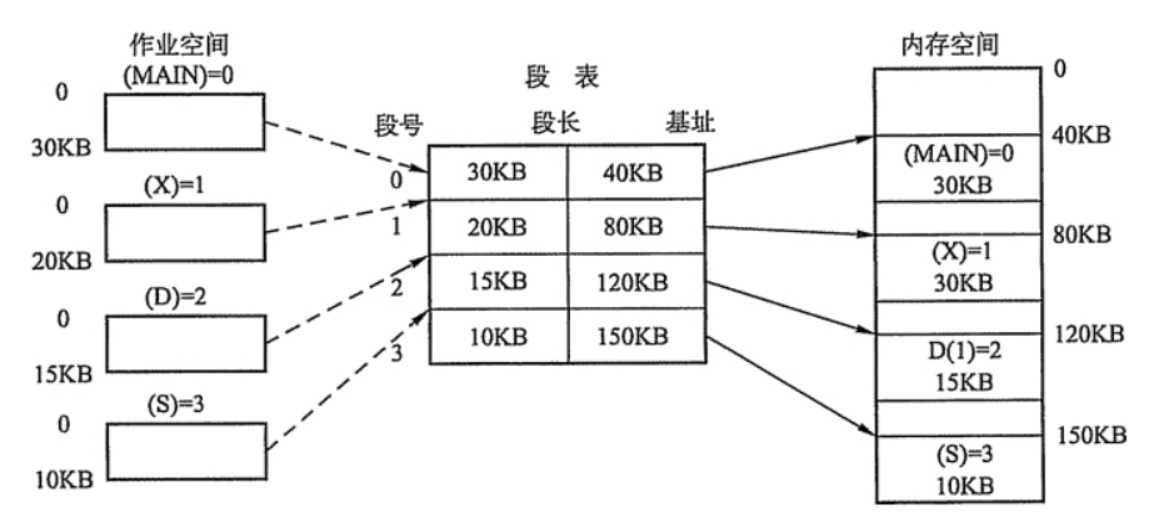 作业空间
(MAIN)=0
0
30KB
(X)=1
0
20KB
(D)=2
0
15KB
(S)=3
0
10KB
段 表
段号 段长 基址
0 30KB 40KB
1 20KB 80KB
2 15KB 120KB
3 10KB 150KB
内存空间
0
40KB
(MAIN)=0
30KB
80KB
(X)=1
30KB
120KB
D(1)=2
15KB
150KB
(S)=3
10KB